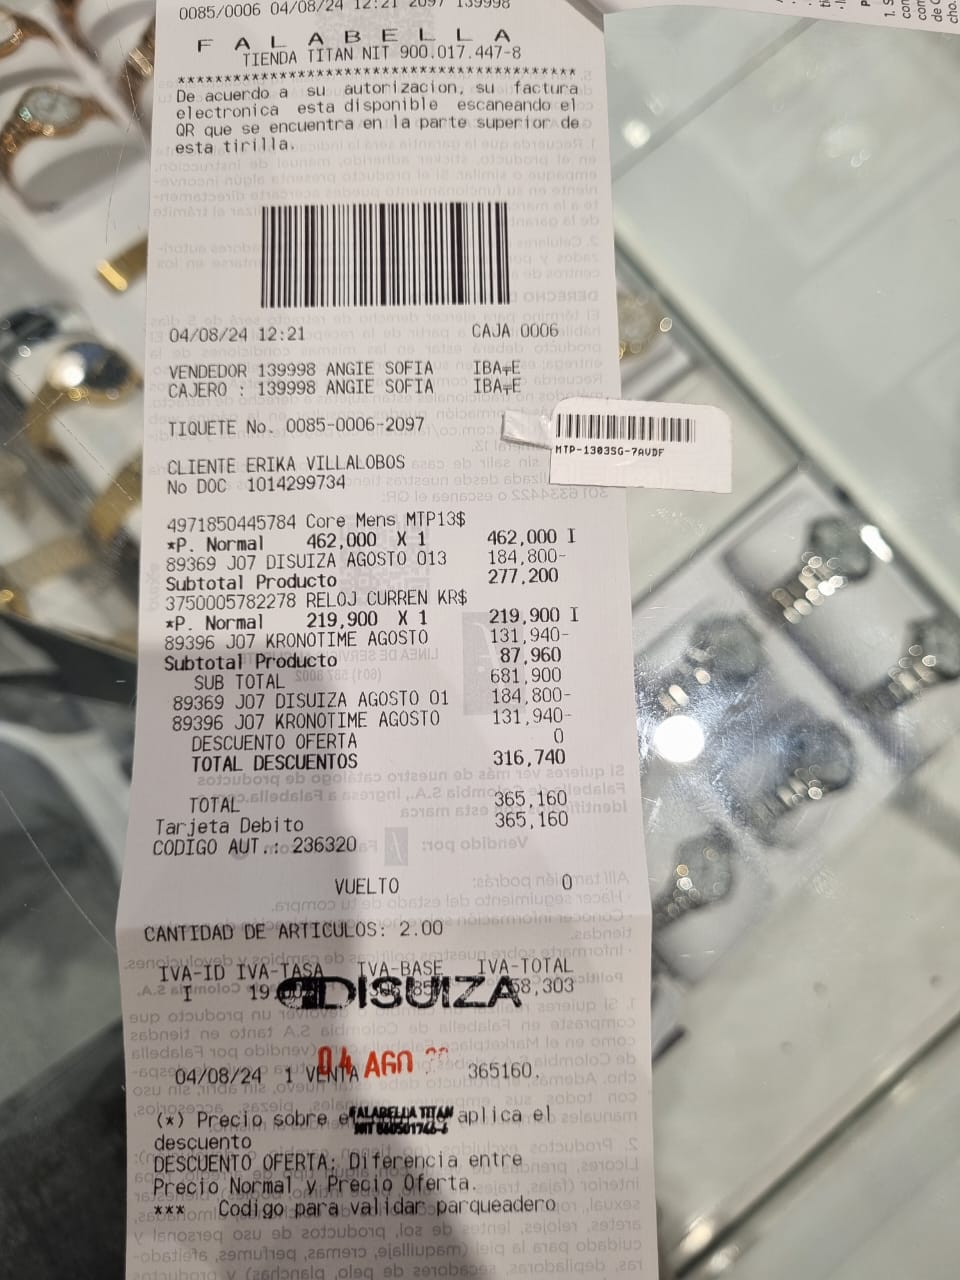 0085/0006 04/08/24 12:21 2097 139998
FALABELLA
TIENDA TITAN NIT 900.017.447-8
******************************************
De acuerdo a su autorizacion, su factura
electronica esta disponible escaneando el
QR que se encuentra en la parte superior de
esta tirilla.
04/08/24 12:21 CAJA 0006
VENDEDOR 139998 ANGIE SOFIA IBA
CAJERO : 139998 ANGIE SOFIA IBA
TIQUETE No. 0085-0006-2097
MTP-1303SG-7AVDF
CLIENTE ERIKA VILLALOBOS
No DOC 1014299734
4971850445784 Core Mens MTP13$
*P. Normal 462,000 X 1 462,000 I
89369 J07 DISUIZA AGOSTO 013 184,800-
Subtotal Producto 277,200
3750005782278 RELOJ CURREN KR$
*P. Normal 219,900 X 1 219,900 I
89396 J07 KRONOTIME AGOSTO 131,940-
Subtotal Producto 87,960
SUB TOTAL 681,900
89369 J07 DISUIZA AGOSTO 01 184,800-
89396 J07 KRONOTIME AGOSTO 131,940-
DESCUENTO OFERTA 0
TOTAL DESCUENTOS 316,740
TOTAL 365,160
Tarjeta Debito 365,160
CODIGO AUT.: 236320
VUELTO 0
CANTIDAD DE ARTICULOS: 2.00
IVA-ID IVA-TASA IVA-BASE IVA-TOTAL
I 19 58,303
DISUIZA
04 AGO
04/08/24 1 VENTA 365160.
(*) Precio sobre el aplica el
FALABELLA TITAN
descuento
DESCUENTO OFERTA: Diferencia entre
Precio Normal y Precio Oferta.
*** Codigo para validar parqueadero